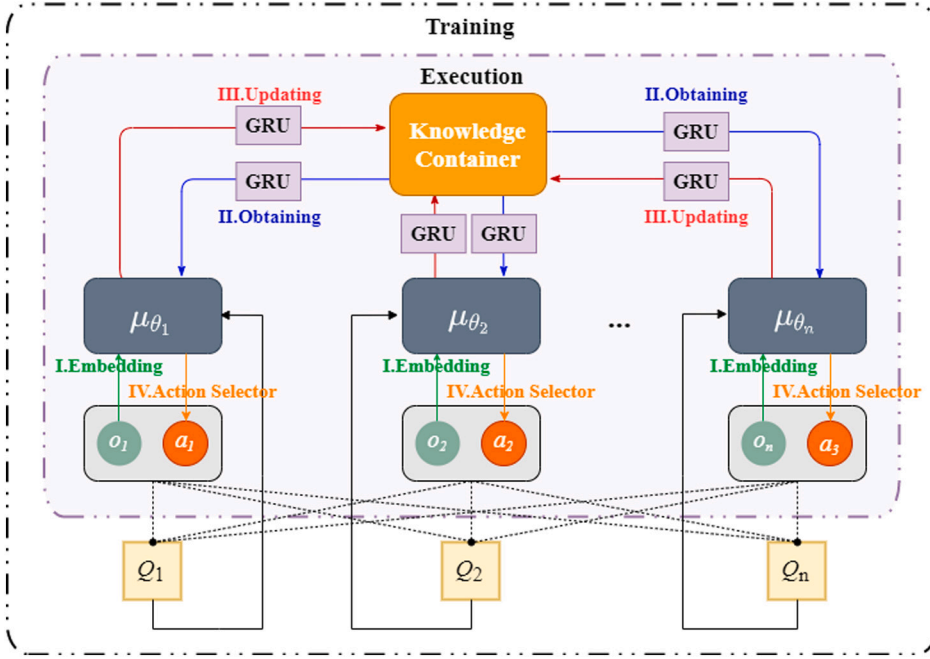 Training
Execution
III.Updating
II.Obtaining
GRU
Knowledge
Container
GRU
GRU
GRU
II.Obtaining
III.Updating
GRU
GRU
μθ1
μθ2
...
μθn
I.Embedding
I.Embedding
I.Embedding
IV.Action Selector
IV.Action Selector
IV.Action Selector
o1
a1
o2
a2
on
a3
Q1
Q2
Qn